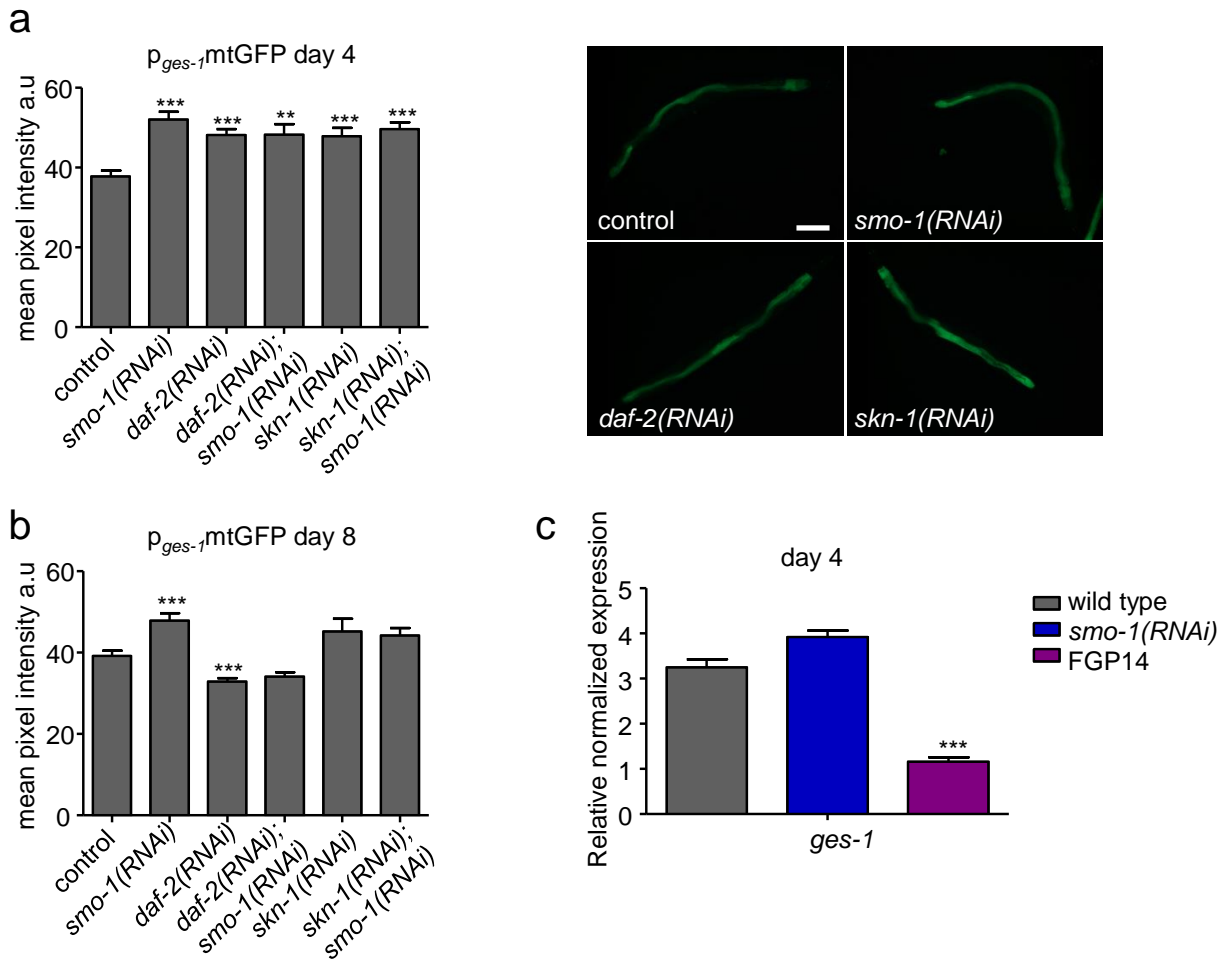 a
pges-1mtGFP day 4
mean pixel intensity a.u
60
40
20
0
***
***
**
***
***
control
smo-1(RNAi)
daf-2(RNAi)
daf-2(RNAi);
smo-1(RNAi)
skn-1(RNAi)
skn-1(RNAi);
smo-1(RNAi)
control
smo-1(RNAi)
daf-2(RNAi)
skn-1(RNAi)
b
pges-1mtGFP day 8
mean pixel intensity a.u
60
40
20
0
***
***
control
smo-1(RNAi)
daf-2(RNAi)
daf-2(RNAi);
smo-1(RNAi)
skn-1(RNAi)
skn-1(RNAi);
smo-1(RNAi)
c
day 4
Relative normalized expression
5
4
3
2
1
0
***
ges-1
wild type
smo-1(RNAi)
FGP14